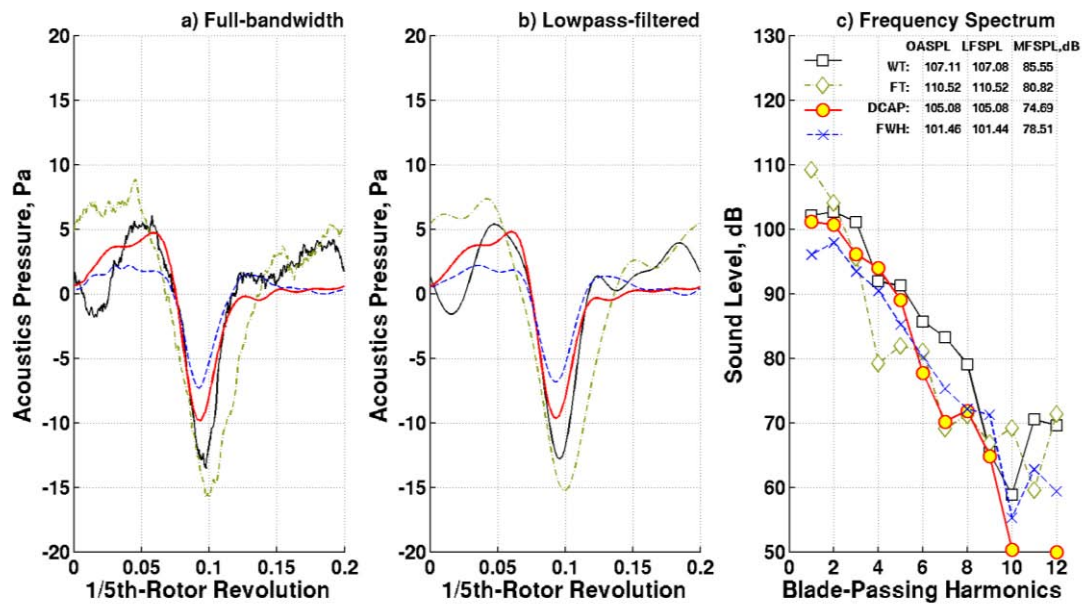 a) Full-bandwidth
20
15
10
5
0
-5
-10
-15
-20
Acoustics Pressure, Pa
0 0.05 0.1 0.15 0.2
1/5th-Rotor Revolution
b) Lowpass-filtered
20
15
10
5
0
-5
-10
-15
-20
Acoustics Pressure, Pa
0 0.05 0.1 0.15 0.2
1/5th-Rotor Revolution
c) Frequency Spectrum
130
120
110
100
90
80
70
60
50
Sound Level, dB
OASPL LFSPL MFSPL,dB
WT: 107.11 107.08 85.55
FT: 110.52 110.52 80.82
DCAP: 105.08 105.08 74.69
FWH: 101.46 101.44 78.51
0 2 4 6 8 10 12
Blade-Passing Harmonics